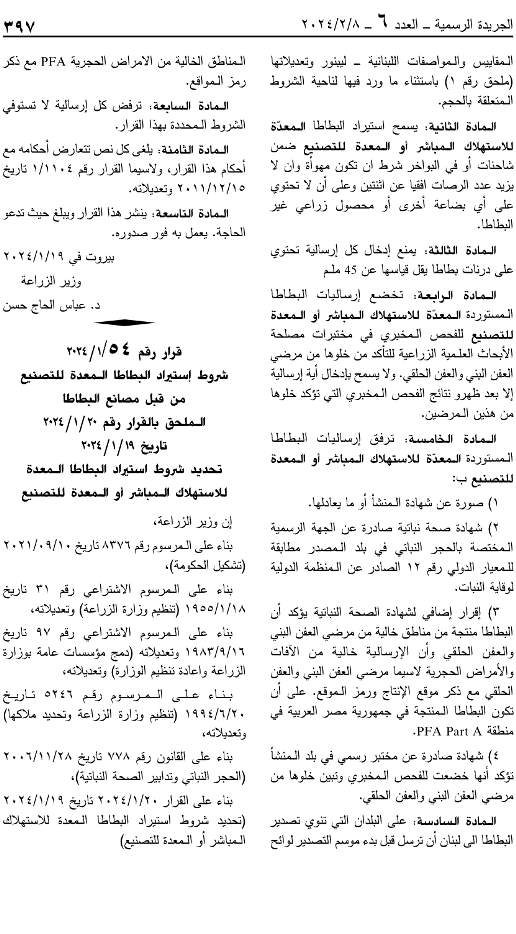 الجريدة الرسمية ـ العدد ٦ ـ ٢٠٢٤/٢/٨
٣٩٧
المقاييس والمواصفات اللبنانية ـ ليبنور وتعديلاتها
(ملحق رقم ١) باستثناء ما ورد فيها لناحية الشروط
المتعلقة بالحجم.
المادة الثانية: يسمح استيراد البطاطا المعدّة
للاستهلاك المباشر أو المعدة للتصنيع ضمن
شاحنات أو في البواخر شرط ان تكون مهوأة وان لا
يزيد عدد الرصات افقيا عن اثنتين وعلى أن لا تحتوي
على أي بضاعة أخرى أو محصول زراعي غير
البطاطا.
المادة الثالثة: يمنع إدخال كل إرسالية تحتوي
على درنات بطاطا يقل قياسها عن 45 ملم
المادة الرابعة: تخضع إرساليات البطاطا
المستوردة المعدّة للاستهلاك المباشر أو المعدة
للتصنيع للفحص المخبري في مختبرات مصلحة
الأبحاث العلمية الزراعية للتأكد من خلوها من مرضي
العفن البني والعفن الحلقي. ولا يسمح بإدخال أية إرسالية
إلا بعد ظهرو نتائج الفحص المخبري التي تؤكد خلوها
من هذين المرضين.
المادة الخامسة: ترفق إرساليات البطاطا
المستوردة المعدّة للاستهلاك المباشر أو المعدة
للتصنيع ب:
١) صورة عن شهادة المنشأ أو ما يعادلها.
٢) شهادة صحة نباتية صادرة عن الجهة الرسمية
المختصة بالحجر النباتي في بلد المصدر مطابقة
للمعيار الدولي رقم ١٢ الصادر عن المنظمة الدولية
لوقاية النبات.
٣) إقرار إضافي لشهادة الصحة النباتية يؤكد أن
البطاطا منتجة من مناطق خالية من مرضي العفن البني
والعفن الحلقي وأن الإرسالية خالية من الآفات
والأمراض الحجرية لاسيما مرضي العفن البني والعفن
الحلقي مع ذكر موقع الإنتاج ورمز الموقع. على أن
تكون البطاطا المنتجة في جمهورية مصر العربية في
منطقة PFA Part A.
٤) شهادة صادرة عن مختبر رسمي في بلد المنشأ
تؤكد أنها خضعت للفحص المخبري وتبين خلوها من
مرضي العفن البني والعفن الحلقي.
المادة السادسة: على البلدان التي تنوي تصدير
البطاطا الى لبنان أن ترسل قبل بدء موسم التصدير لوائح
المناطق الخالية من الامراض الحجرية PFA مع ذكر
رمز المواقع.
المادة السابعة: ترفض كل إرسالية لا تستوفي
الشروط المحددة بهذا القرار.
المادة الثامنة: يلغى كل نص تتعارض أحكامه مع
أحكام هذا القرار، ولاسيما القرار رقم ١/١١٠٤ تاريخ
٢٠١١/١٢/١٥ وتعديلاته.
المادة التاسعة: ينشر هذا القرار ويبلغ حيث تدعو
الحاجة. يعمل به فور صدوره.
بيروت في ٢٠٢٤/١/١٩
وزير الزراعة
د. عباس الحاج حسن
قرار رقم ٢٠٢٤/١/٥٤
شروط إستيراد البطاطا المعدة للتصنيع
من قبل مصانع البطاطا
الملحق بالقرار رقم ٢٠٢٤/١/٢٠
تاريخ ٢٠٢٤/١/١٩
تحديد شروط استيراد البطاطا المعدة
للاستهلاك المباشر أو المعدة للتصنيع
إن وزير الزراعة،
بناء على المرسوم رقم ٨٣٧٦ تاريخ ٢٠٢١/٠٩/١٠
(تشكيل الحكومة)،
بناء على المرسوم الاشتراعي رقم ٣١ تاريخ
١٩٥٥/١/١٨ (تنظيم وزارة الزراعة) وتعديلاته،
بناء على المرسوم الاشتراعي رقم ٩٧ تاريخ
١٩٨٣/٩/١٦ وتعديلاته (دمج مؤسسات عامة بوزارة
الزراعة واعادة تنظيم الوزارة) وتعديلاته،
بناء على المرسوم رقم ٥٢٤٦ تاريخ
١٩٩٤/٦/٢٠ (تنظيم وزارة الزراعة وتحديد ملاكها)
وتعديلاته،
بناء على القانون رقم ٧٧٨ تاريخ ٢٠٠٦/١١/٢٨
(الحجر النباتي وتدابير الصحة النباتية)،
بناء على القرار ٢٠٢٤/١/٢٠ تاريخ ٢٠٢٤/١/١٩
(تحديد شروط استيراد البطاطا المعدة للاستهلاك
المباشر أو المعدة للتصنيع)